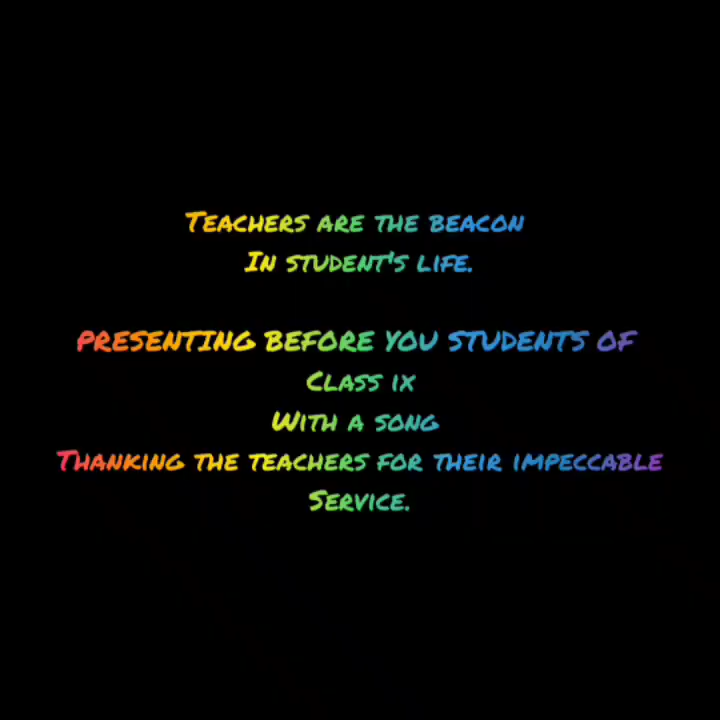 Teachers are the beacon
In student's life.
PRESENTING BEFORE YOU STUDENTS OF
Class ix
With a song
Thanking the teachers for their impeccable
Service.